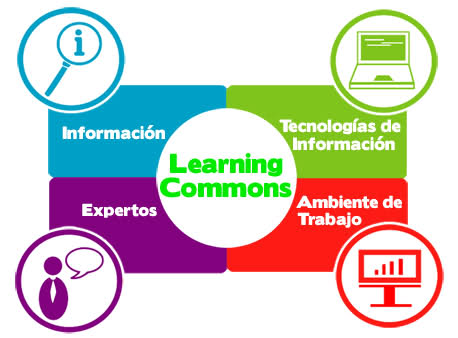 Información
Tecnologías de
Información
Learning
Commons
Expertos
Ambiente de
Trabajo